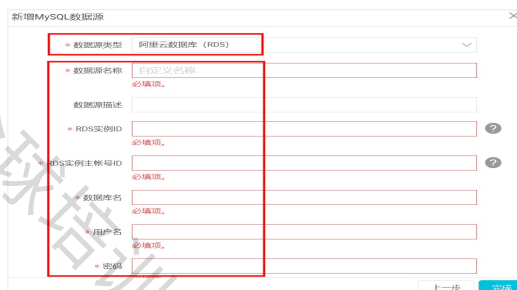 新增MySQL数据源
* 数据源类型 阿里云数据库（RDS）
* 数据源名称 自定义名称
必填项。
数据源描述
* RDS实例ID ?
必填项。
* RDS实例主帐号ID ?
必填项。
* 数据库名
必填项。
* 用户名
必填项。
* 密码
上一步 完成